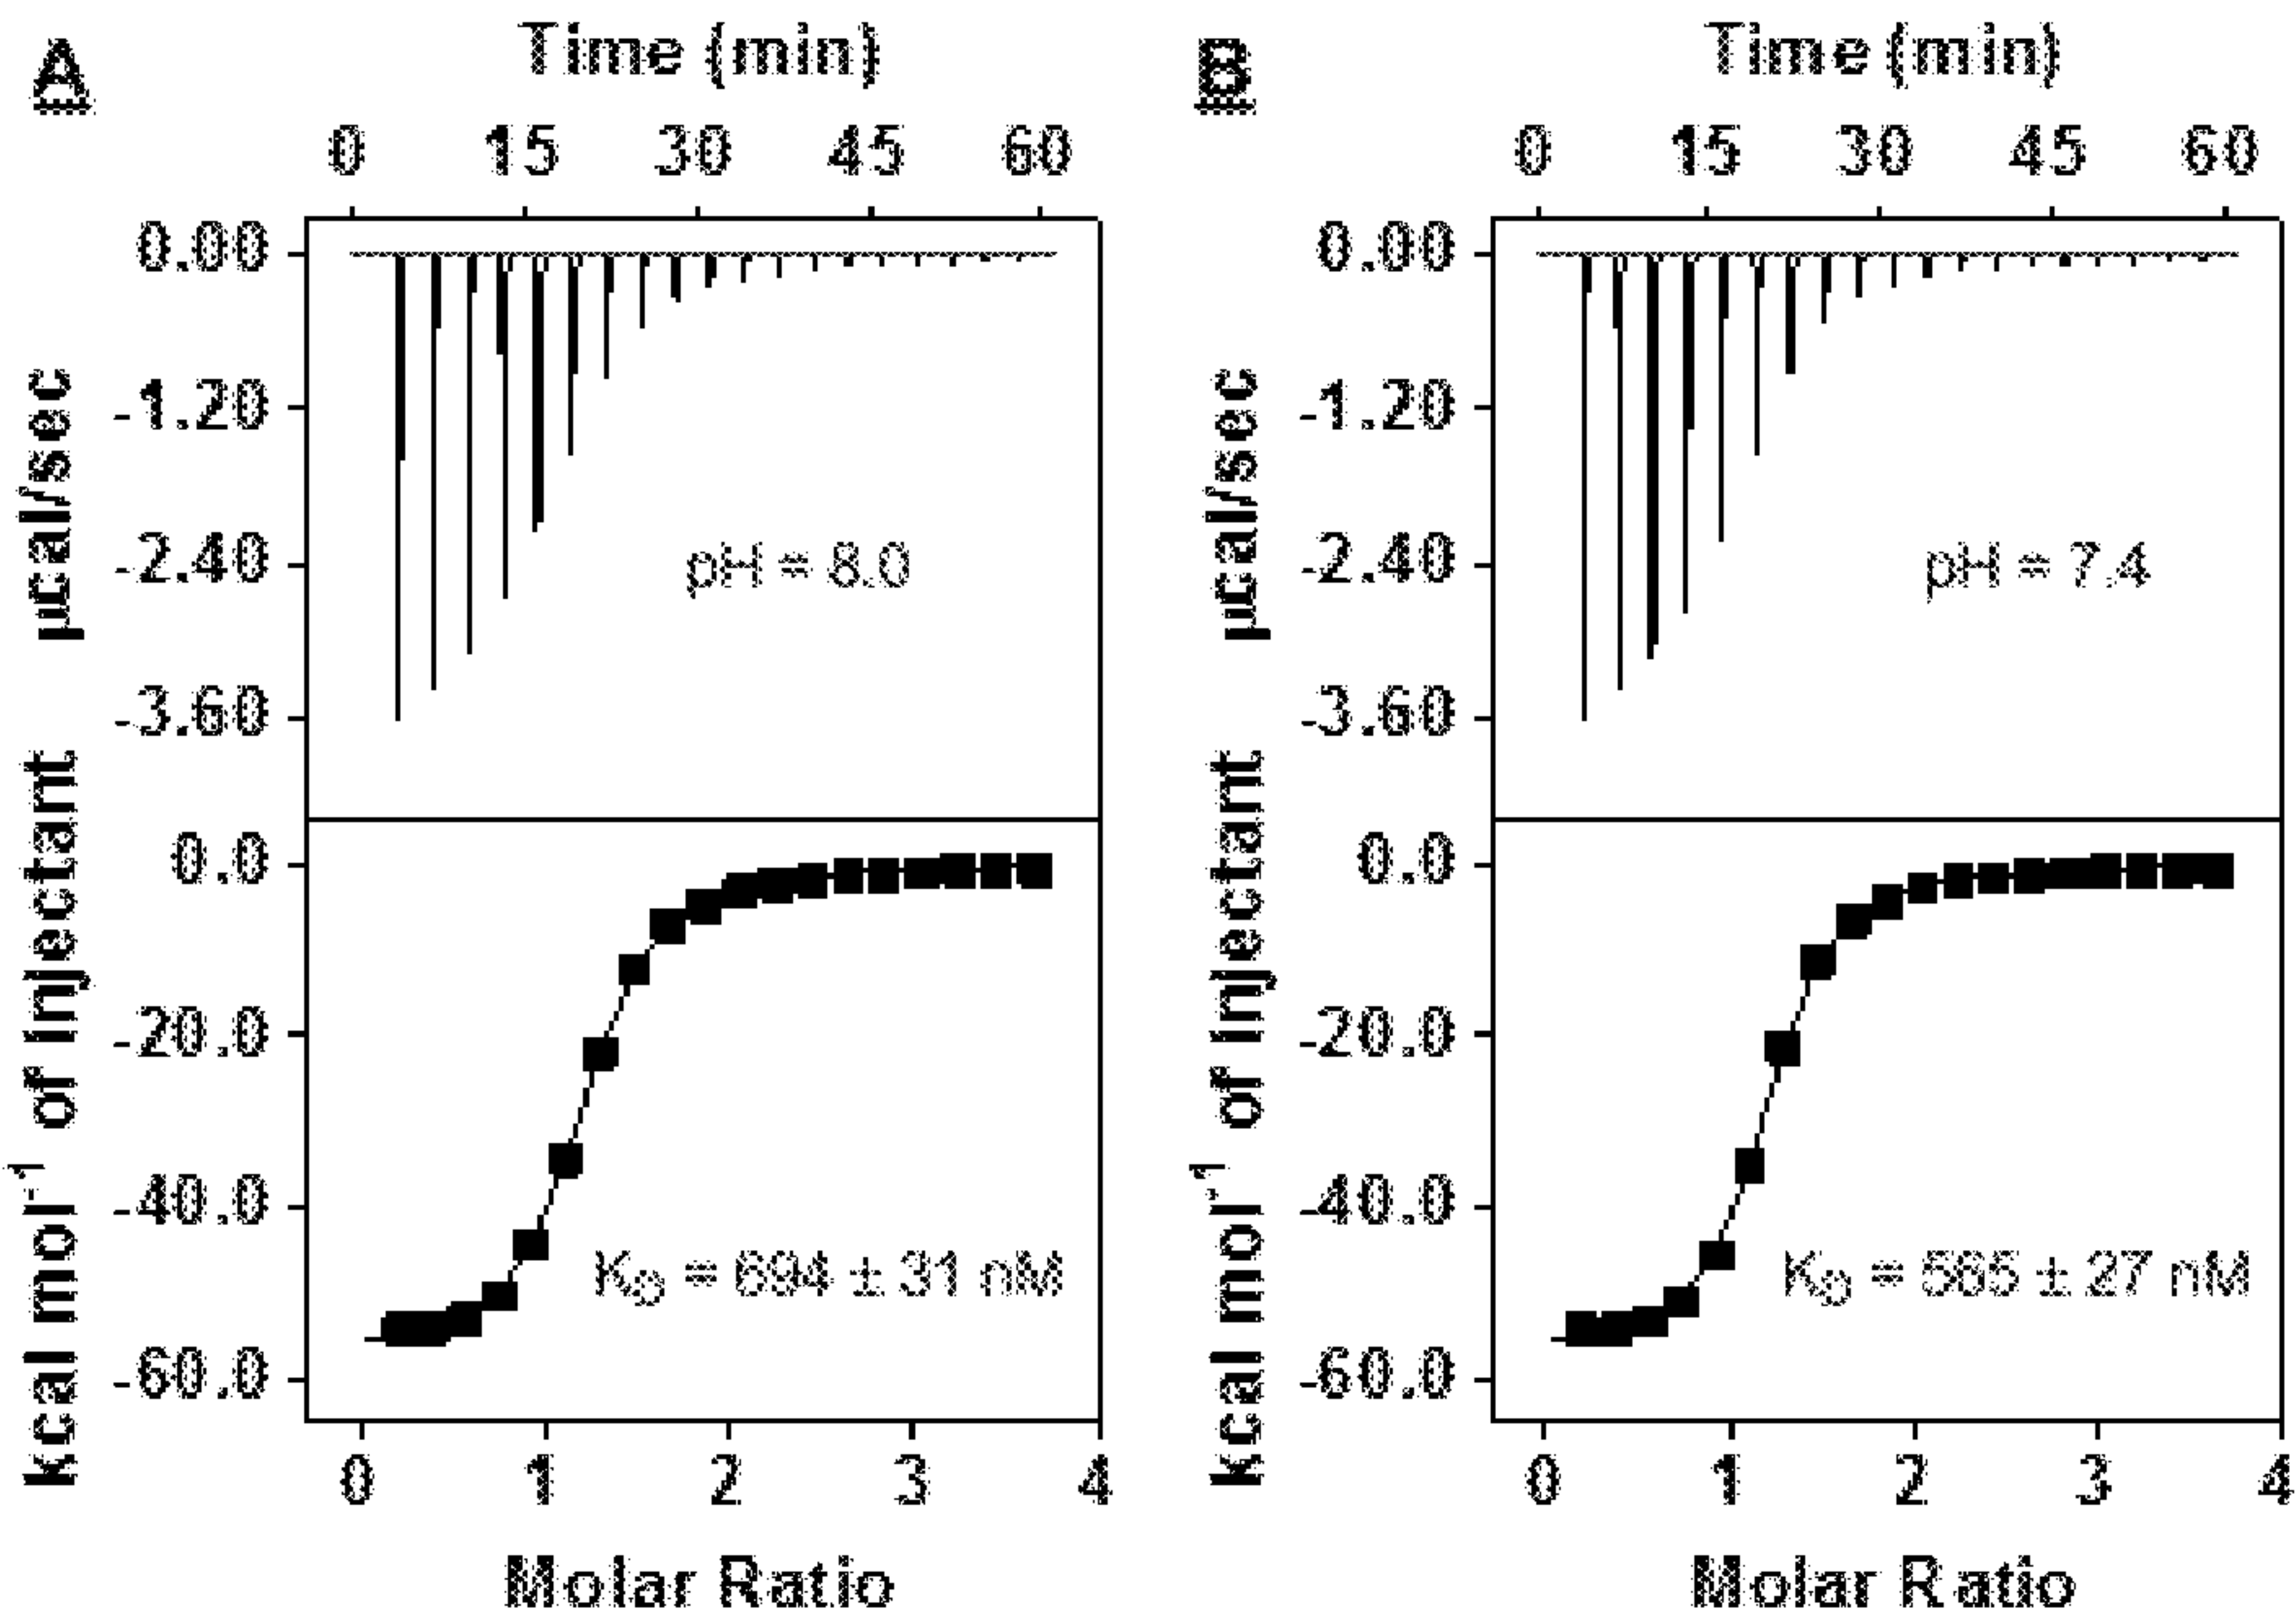 A
Time (min)
0 15 30 45 60
0.00
-1.20
-2.40
-3.60
µcal/sec
pH = 8.0
0.0
-20.0
-40.0
-60.0
kcal mol-1 of injectant
KD = 694 ± 31 nM
0 1 2 3 4
Molar Ratio
B
Time (min)
0 15 30 45 60
0.00
-1.20
-2.40
-3.60
µcal/sec
pH = 7.4
0.0
-20.0
-40.0
-60.0
kcal mol-1 of injectant
KD = 565 ± 27 nM
0 1 2 3 4
Molar Ratio